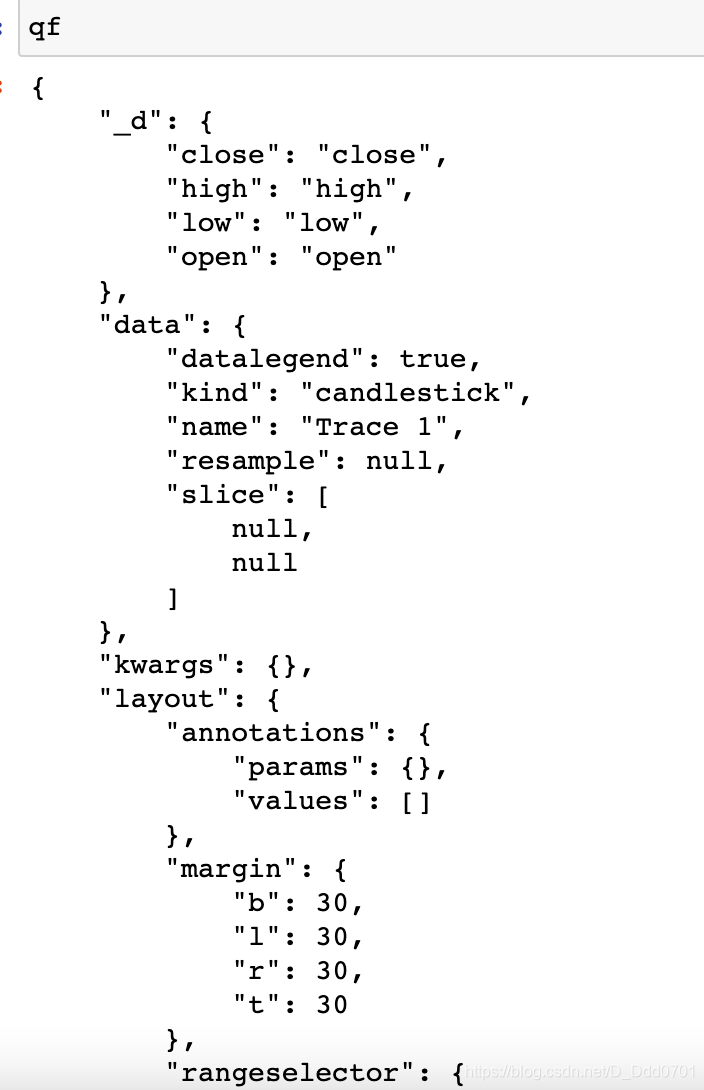 qf
{
"_d": {
"close": "close",
"high": "high",
"low": "low",
"open": "open"
},
"data": {
"datalegend": true,
"kind": "candlestick",
"name": "Trace 1",
"resample": null,
"slice": [
null,
null
]
},
"kwargs": {},
"layout": {
"annotations": {
"params": {},
"values": []
},
"margin": {
"b": 30,
"l": 30,
"r": 30,
"t": 30
},
"rangeselector": {
https://blog.csdn.net/D_Ddd0701